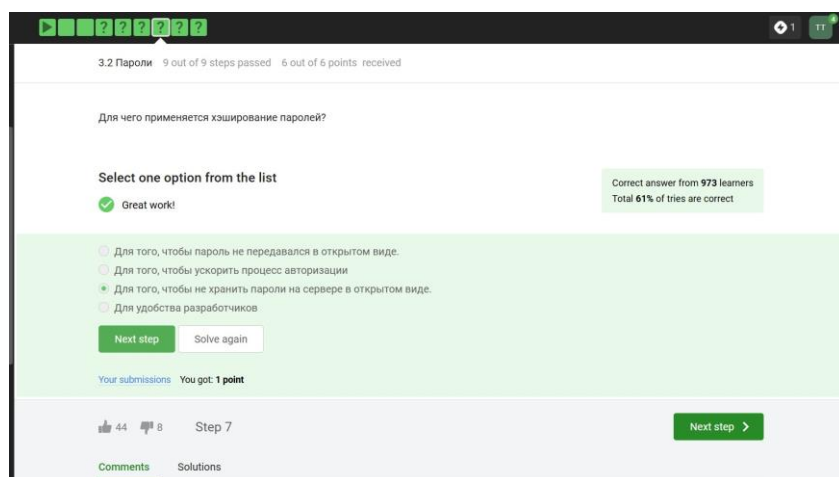 ? ? ? ? ? ?
1
TT
4
3.2 Пароли 9 out of 9 steps passed 6 out of 6 points received
Для чего применяется хэширование паролей?
Select one option from the list
Great work!
Correct answer from 973 learners
Total 61% of tries are correct
Для того, чтобы пароль не передавался в открытом виде.
Для того, чтобы ускорить процесс авторизации
Для того, чтобы не хранить пароли на сервере в открытом виде.
Для удобства разработчиков
Next step Solve again
Your submissions You got: 1 point
44 8 Step 7 Next step
Comments Solutions